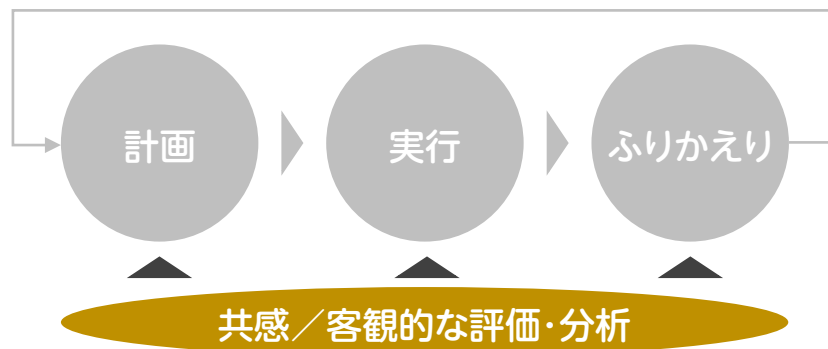 計画
実行
ふりかえり
共感／客観的な評価・分析